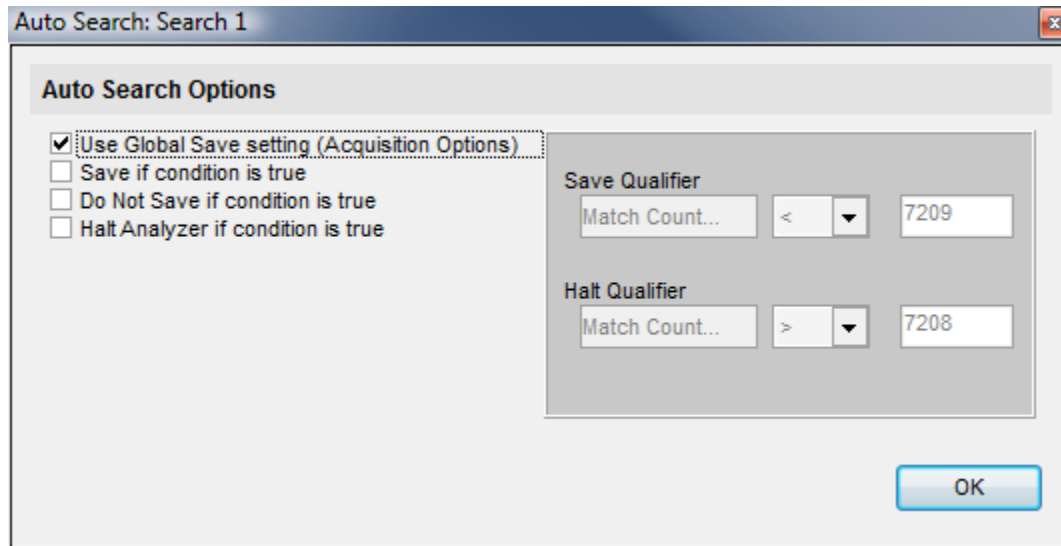 Auto Search: Search 1
Auto Search Options
Use Global Save setting (Acquisition Options)
Save if condition is true
Do Not Save if condition is true
Halt Analyzer if condition is true
Save Qualifier
Match Count... < 7209
Halt Qualifier
Match Count... > 7208
OK